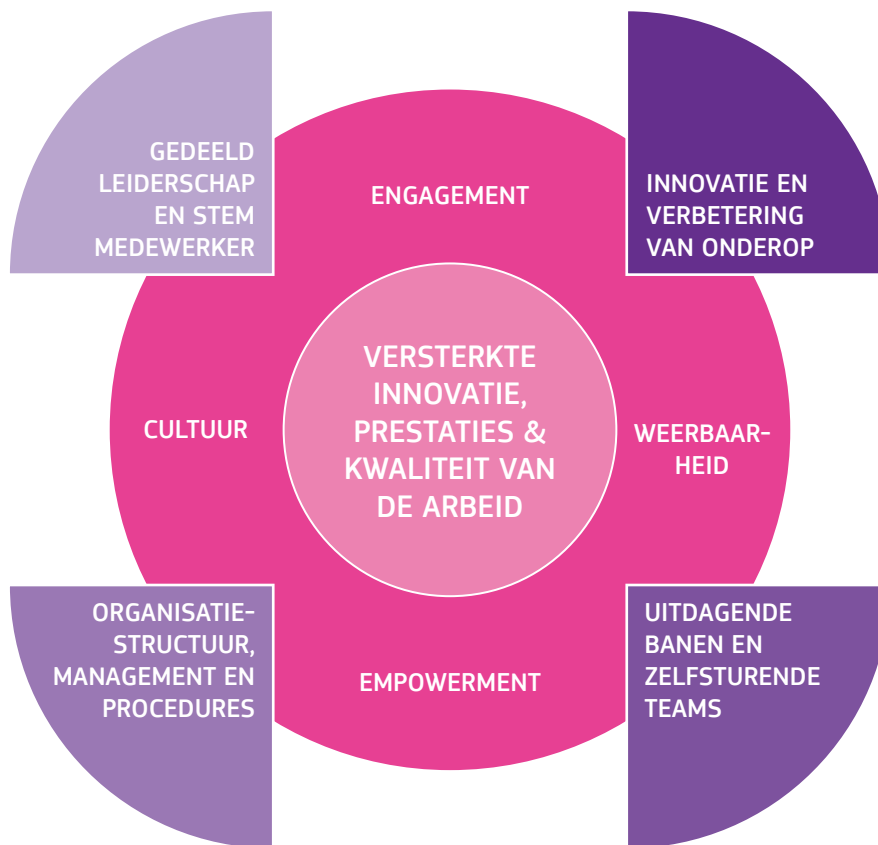 GEDEELD
LEIDERSCHAP
EN STEM
MEDEWERKER
ENGAGEMENT
INNOVATIE EN
VERBETERING
VAN ONDEROP
CULTUUR
VERSTERKTE
INNOVATIE,
PRESTATIES &
KWALITEIT VAN
DE ARBEID
WEERBAAR-
HEID
ORGANISATIE-
STRUCTUUR,
MANAGEMENT EN
PROCEDURES
EMPOWERMENT
UITDAGENDE
BANEN EN
ZELFSTURENDE
TEAMS